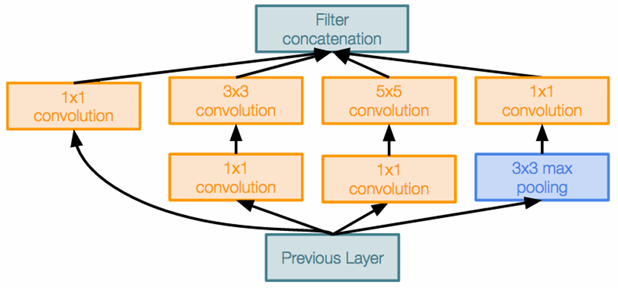 Filter
concatenation
1x1
convolution
3x3
convolution
5x5
convolution
1x1
convolution
1x1
convolution
1x1
convolution
3x3 max
pooling
Previous Layer